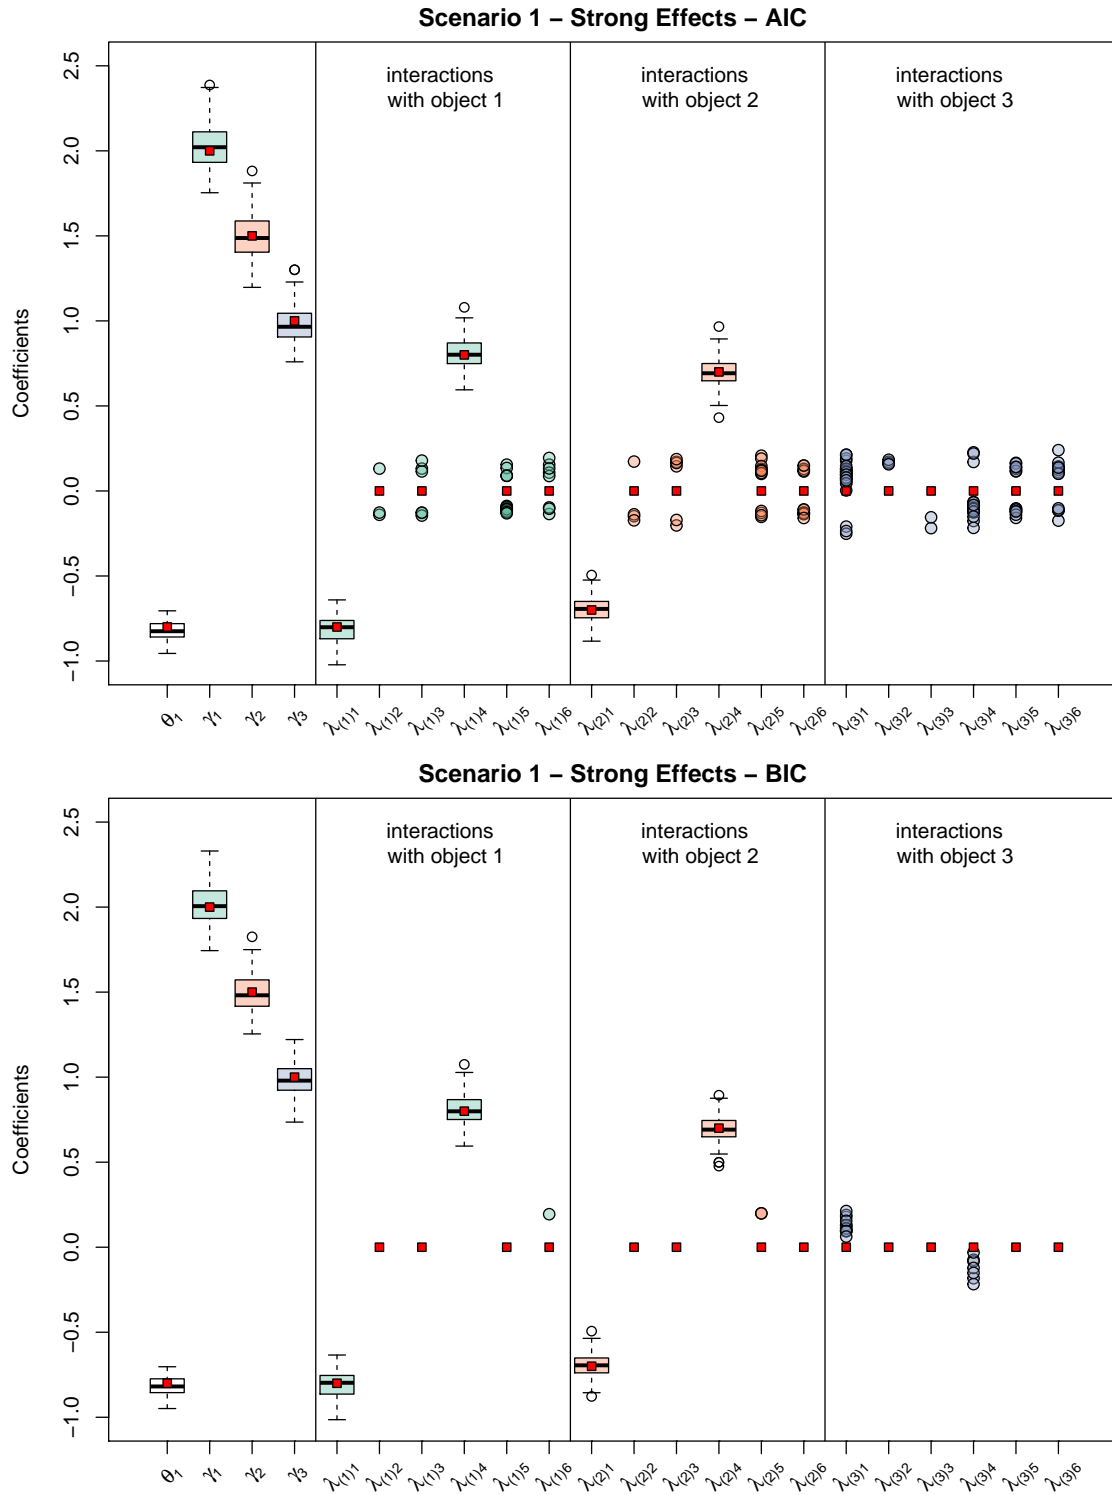 Scenario 1 – Strong Effects – AIC
interactions
with object 1
interactions
with object 2
interactions
with object 3
Coefficients
2.5
2.0
1.5
1.0
0.5
0.0
−0.5
−1.0
θ1
γ1
γ2
γ3
λ(1)1
λ(1)2
λ(1)3
λ(1)4
λ(1)5
λ(1)6
λ(2)1
λ(2)2
λ(2)3
λ(2)4
λ(2)5
λ(2)6
λ(3)1
λ(3)2
λ(3)3
λ(3)4
λ(3)5
λ(3)6
Scenario 1 – Strong Effects – BIC
interactions
with object 1
interactions
with object 2
interactions
with object 3
Coefficients
2.5
2.0
1.5
1.0
0.5
0.0
−0.5
−1.0
θ1
γ1
γ2
γ3
λ(1)1
λ(1)2
λ(1)3
λ(1)4
λ(1)5
λ(1)6
λ(2)1
λ(2)2
λ(2)3
λ(2)4
λ(2)5
λ(2)6
λ(3)1
λ(3)2
λ(3)3
λ(3)4
λ(3)5
λ(3)6